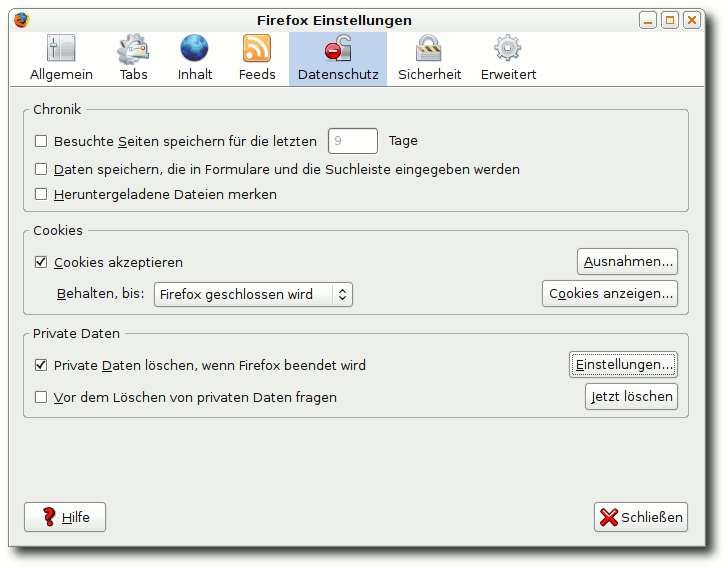 Firefox Einstellungen
Allgemein Tabs Inhalt Feeds Datenschutz Sicherheit Erweitert
Chronik
Besuchte Seiten speichern für die letzten 9 Tage
Daten speichern, die in Formulare und die Suchleiste eingegeben werden
Heruntergeladene Dateien merken
Cookies
Cookies akzeptieren Ausnahmen...
Behalten, bis: Firefox geschlossen wird Cookies anzeigen...
Private Daten
Private Daten löschen, wenn Firefox beendet wird Einstellungen...
Vor dem Löschen von privaten Daten fragen Jetzt löschen
Hilfe Schließen